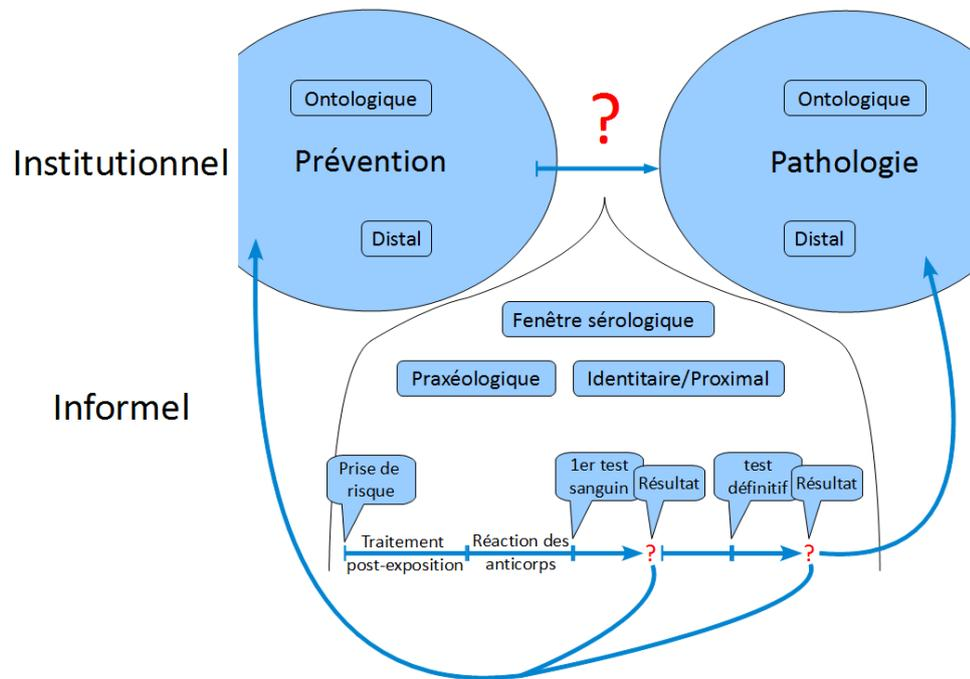 Ontologique
Ontologique
?
Institutionnel
Prévention
Pathologie
Distal
Distal
Fenêtre sérologique
Praxéologique
Identitaire/Proximal
Informel
Prise de
risque
1er test
sanguin
Résultat
test
définitif
Résultat
Traitement
post-exposition
Réaction des
anticorps
?
?